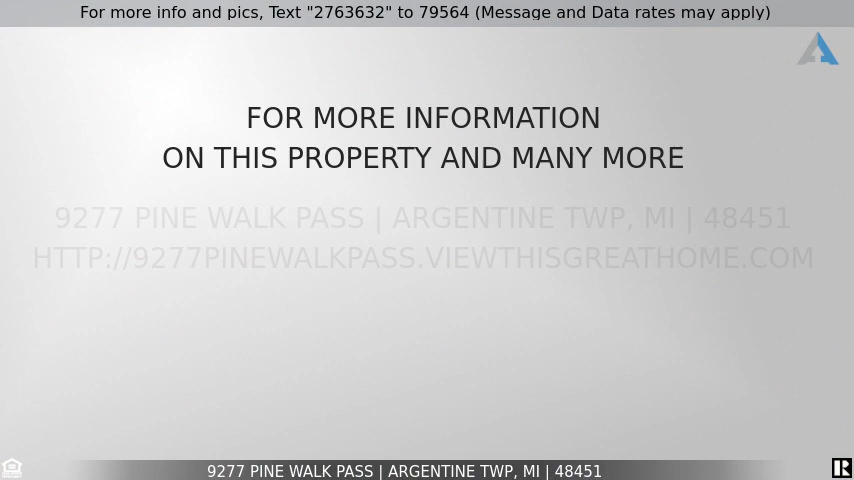 For more info and pics, Text "2763632" to 79564 (Message and Data rates may apply)
FOR MORE INFORMATION
ON THIS PROPERTY AND MANY MORE
9277 PINE WALK PASS | ARGENTINE TWP, MI | 48451
HTTP://9277PINEWALKPASS.VIEWTHISGREATHOME.COM
9277 PINE WALK PASS | ARGENTINE TWP, MI | 48451